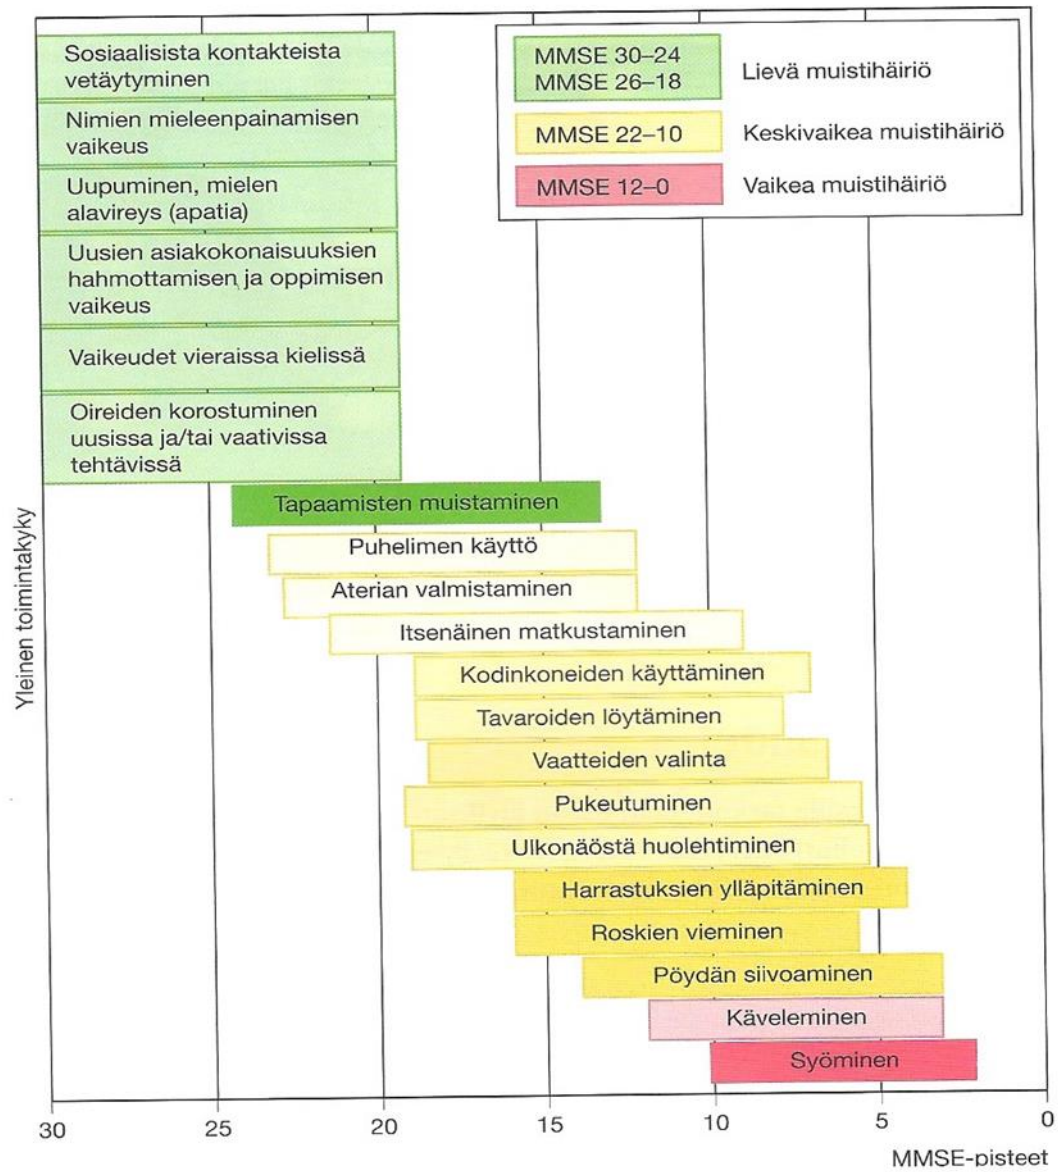 Sosiaalisista kontakteista
vetäytyminen
Nimien mieleenpainamisen
vaikeus
Uupuminen, mielen
alavireys (apatia)
Uusien asiakokonaisuuksien
hahmottamisen ja oppimisen
vaikeus
Vaikeudet vieraissa kielissä
Oireiden korostuminen
uusissa ja/tai vaativissa
tehtävissä
MMSE 30–24
MMSE 26–18
Lievä muistihäiriö
MMSE 22–10
Keskivaikea muistihäiriö
MMSE 12–0
Vaikea muistihäiriö
Tapaamisten muistaminen
Puhelimen käyttö
Aterian valmistaminen
Itsenäinen matkustaminen
Kodinkoneiden käyttäminen
Tavaroiden löytäminen
Vaatteiden valinta
Pukeutuminen
Ulkonäöstä huolehtiminen
Harrastuksien ylläpitäminen
Roskien vieminen
Pöydän siivoaminen
Käveleminen
Syöminen
Yleinen toimintakyky
30 25 20 15 10 5 0
MMSE-pisteet